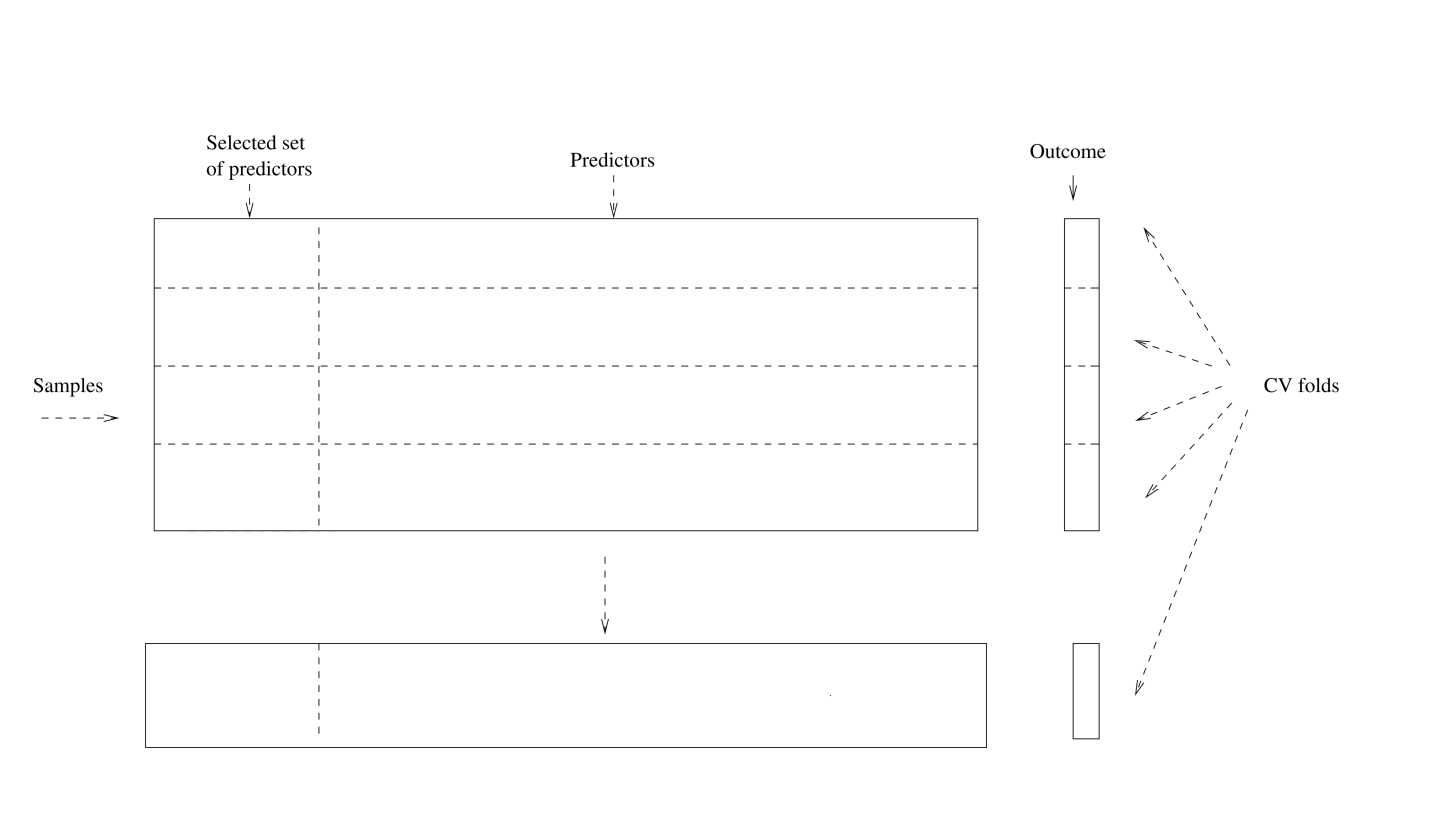 Selected set
of predictors
Predictors
Outcome
Samples
CV folds